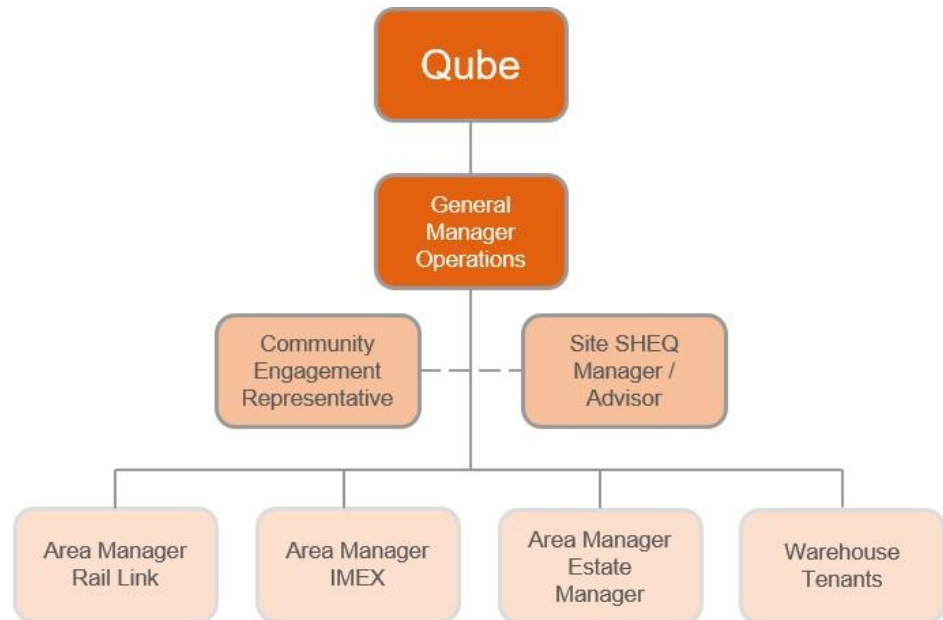 Qube
General
Manager
Operations
Community
Engagement
Representative
Site SHEQ
Manager /
Advisor
Area Manager
Rail Link
Area Manager
IMEX
Area Manager
Estate
Manager
Warehouse
Tenants